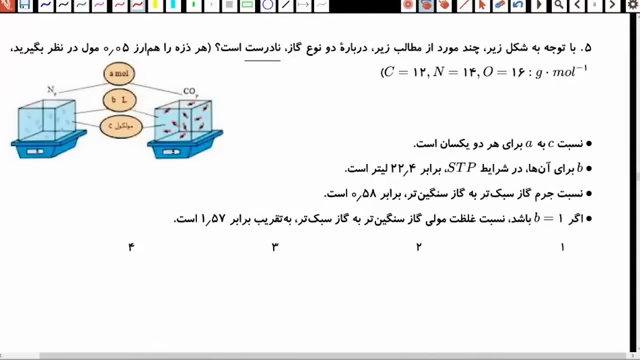 ۵. با توجه به شکل زیر، چند مورد از مطالب زیر، دربارهٔ دو نوع گاز، نادرست است؟ (هر ذره را هم‌ارز ۰٫۰۵ مول در نظر بگیرید،
C = ۱۲, N = ۱۴, O = ۱۶ : g · mol⁻¹)
a mol
N₂
CO₂
b L
c مولکول
• نسبت c به a برای هر دو یکسان است.
• b برای آن‌ها، در شرایط STP، برابر ۲۲٫۴ لیتر است.
• نسبت جرم گاز سبک‌تر به گاز سنگین‌تر، برابر ۰٫۵۸ است.
• اگر b = ۱ باشد، نسبت غلظت مولی گاز سنگین‌تر به گاز سبک‌تر، به‌تقریب برابر ۱٫۵۷ است.
۱ ۲ ۳ ۴